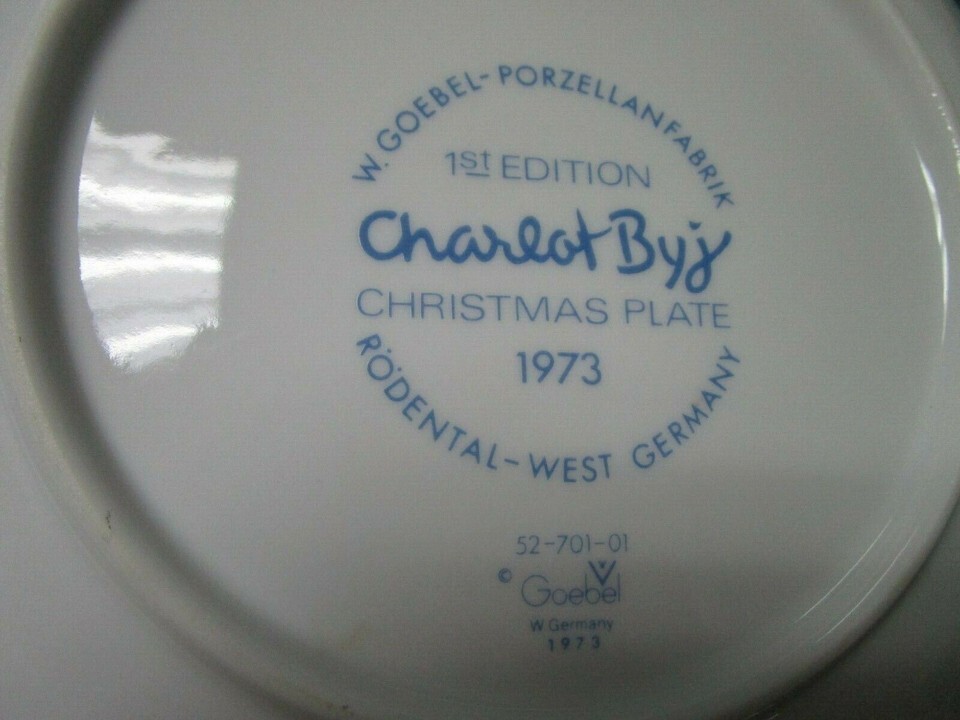 W. GOEBEL-PORZELLANFABRIK
1st EDITION
Charlot Byj
CHRISTMAS PLATE
1973
RÖDENTAL-WEST GERMANY
52-701-01
© Goebel
W Germany
1973